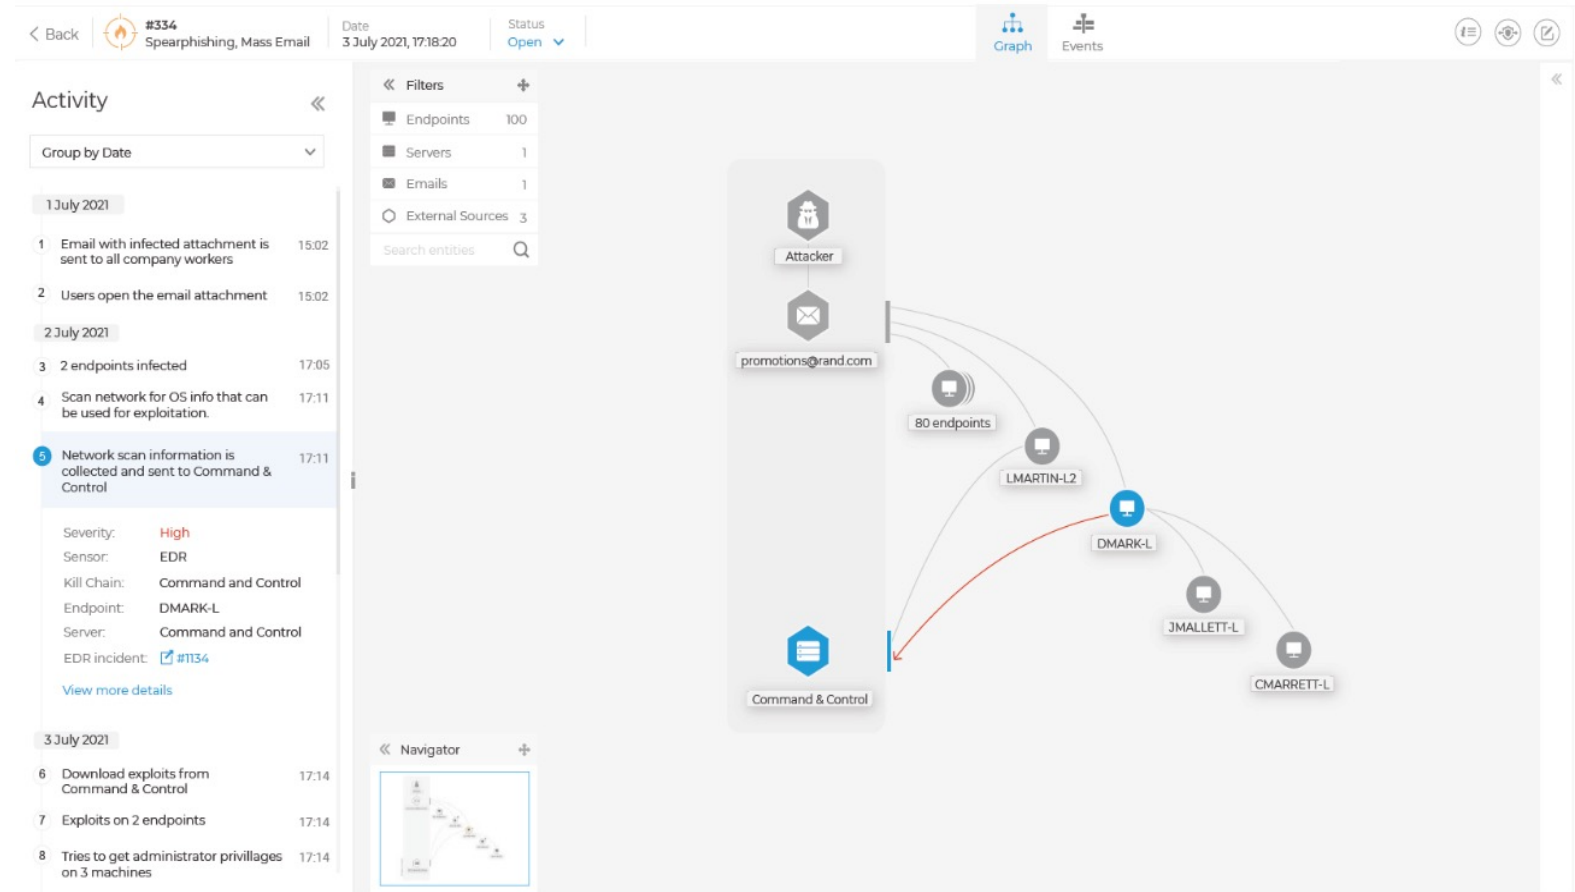 Back
#334
Spearphishing, Mass Email
Date
3 July 2021, 17:18:20
Status
Open
Graph
Events
Activity
Group by Date
1 July 2021
1 Email with infected attachment is 15:02
sent to all company workers
2 Users open the email attachment 15:02
2 July 2021
3 2 endpoints infected 17:05
4 Scan network for OS info that can 17:11
be used for exploitation.
5 Network scan information is 17:11
collected and sent to Command &
Control
Severity: High
Sensor: EDR
Kill Chain: Command and Control
Endpoint: DMARK-L
Server: Command and Control
EDR incident: #1134
View more details
3 July 2021
6 Download exploits from 17:14
Command & Control
7 Exploits on 2 endpoints 17:14
8 Tries to get administrator privillages 17:14
on 3 machines
Filters
Endpoints 100
Servers 1
Emails 1
External Sources 3
Search entities
Attacker
promotions@rand.com
80 endpoints
LMARTIN-L2
DMARK-L
JMALLETT-L
CMARRETT-L
Command & Control
Navigator